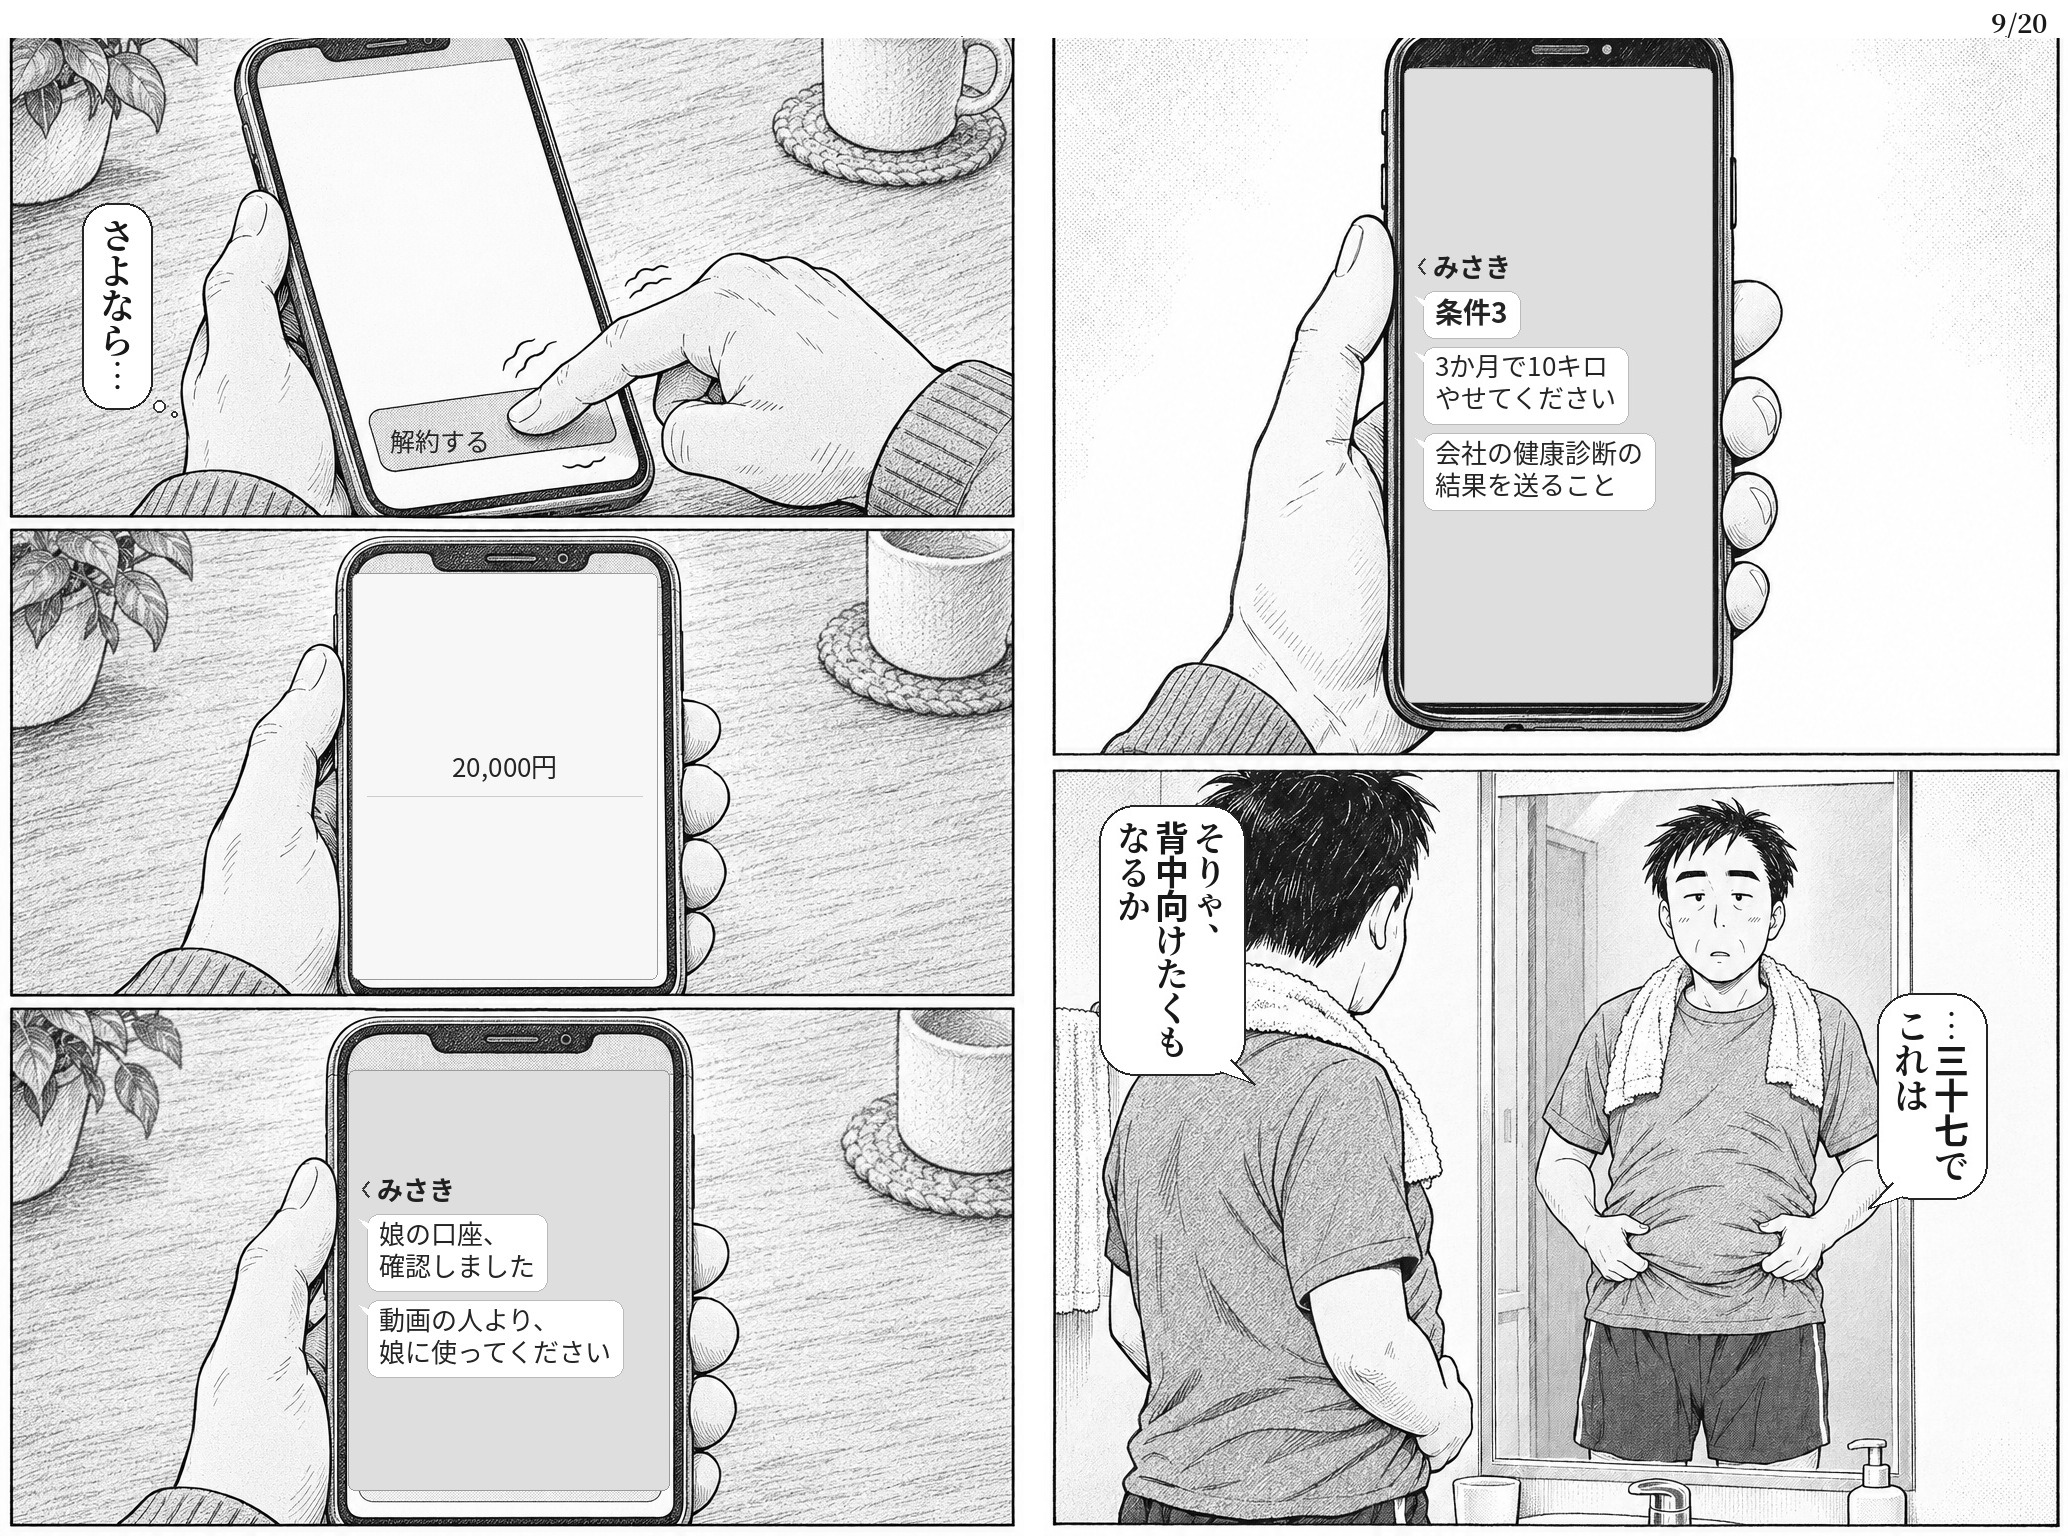 9/20
みさき
条件3
3か月で10キロ
やせてください
会社の健康診断の
結果を送ること
…三十七で
これは
そりゃ、
背中向けたくも
なるか
さよなら…
解約する
20,000円
みさき
娘の口座、
確認しました
動画の人より、
娘に使ってください